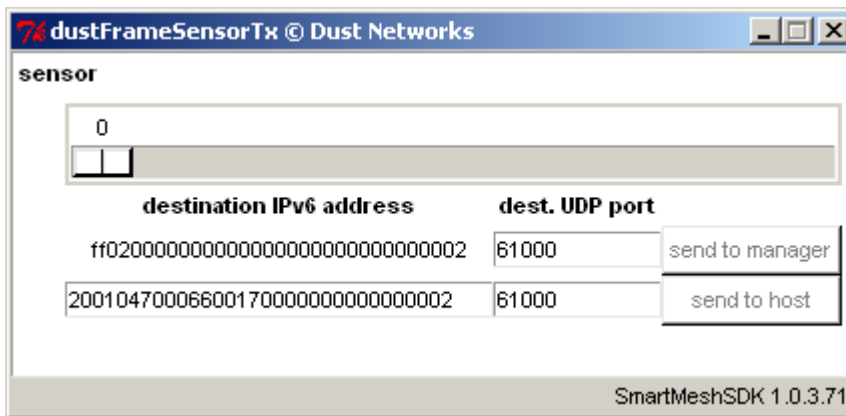 dustFrameSensorTx © Dust Networks
sensor
0
destination IPv6 address dest. UDP port
ff020000000000000000000000000002 61000 send to manager
20010470006600170000000000000002 61000 send to host
SmartMeshSDK 1.0.3.71